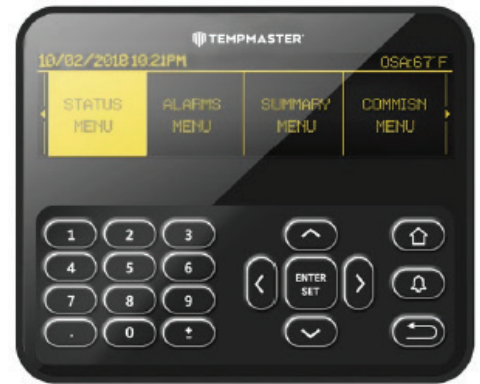 TEMPMASTER
10/02/2018 10:21PM OSA:67°F
STATUS MENU
ALARMS MENU
SUMMARY MENU
COMMISN MENU
1 2 3
4 5 6
7 8 9
. 0 ±
ENTER SET